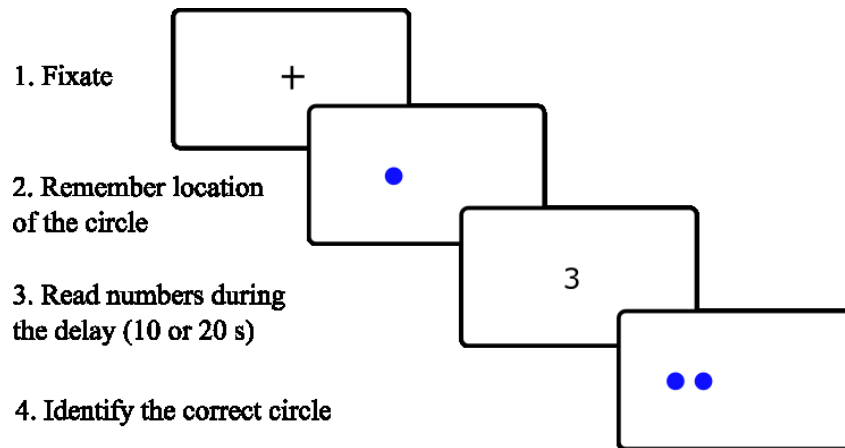 1. Fixate
+
2. Remember location
of the circle
3. Read numbers during
the delay (10 or 20 s)
3
4. Identify the correct circle